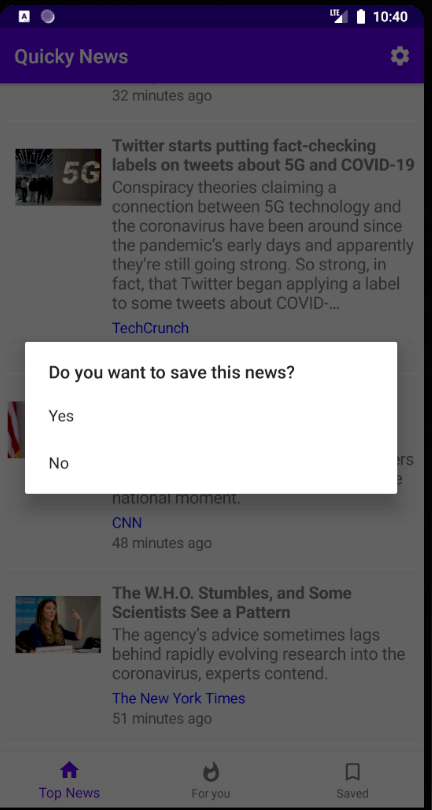 LTE
10:40
Quicky News
32 minutes ago
5G
Twitter starts putting fact-checking
labels on tweets about 5G and COVID-19
Conspiracy theories claiming a
connection between 5G technology and
the coronavirus have been around since
the pandemic's early days and apparently
they're still going strong. So strong, in
fact, that Twitter began applying a label
to some tweets about COVID-…
TechCrunch
Do you want to save this news?
Yes
No
national moment.
CNN
48 minutes ago
The W.H.O. Stumbles, and Some
Scientists See a Pattern
The agency's advice sometimes lags
behind rapidly evolving research into the
coronavirus, experts contend.
The New York Times
51 minutes ago
Top News
For you
Saved